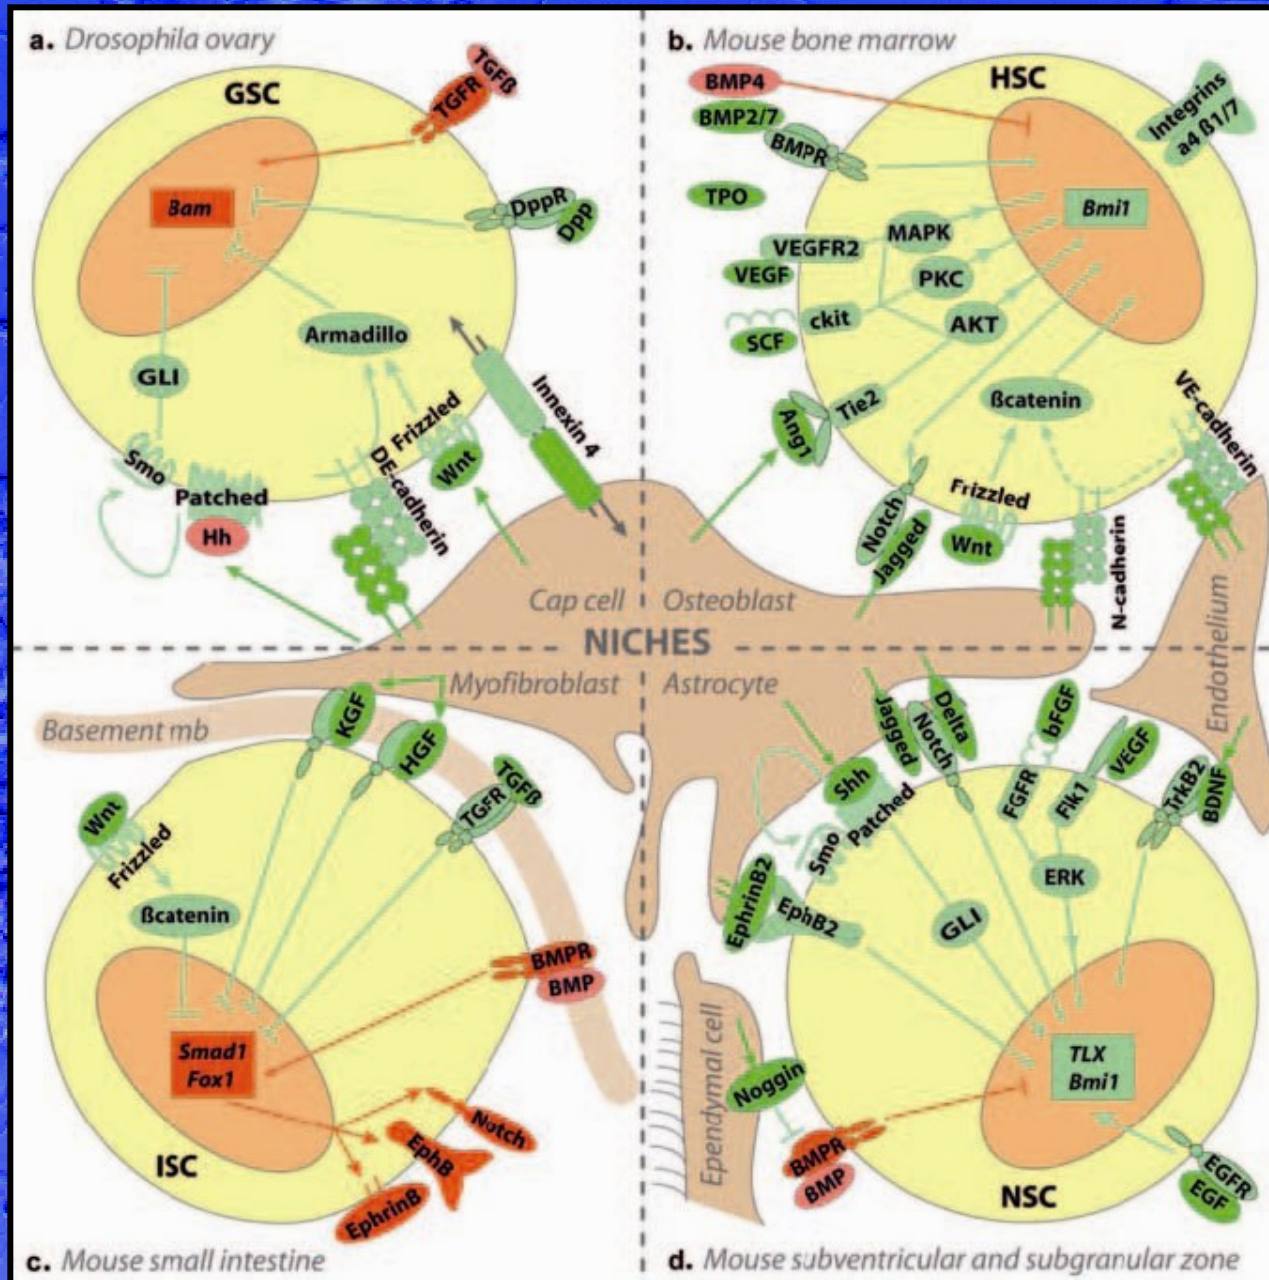 a. Drosophila ovary
GSC
TGFß
TGFR
Bam
DppR
Dpp
Armadillo
GLI
Innexin 4
Frizzled
Wnt
DE-cadherin
Smo
Patched
Hh
Cap cell
b. Mouse bone marrow
HSC
BMP4
BMP2/7
BMPR
Integrins
a4 ß1/7
TPO
Bmi1
MAPK
VEGFR2
VEGF
PKC
ckit
SCF
AKT
Tie2
Ang1
ßcatenin
VE-cadherin
Frizzled
Notch
Jagged
Wnt
N-cadherin
Osteoblast
Endothelium
NICHES
Myofibroblast
Basement mb
KGF
HGF
TGFß
TGFR
Wnt
Frizzled
ßcatenin
BMPR
BMP
Smad1
Fox1
Notch
EphB
EphrinB
ISC
c. Mouse small intestine
Astrocyte
Jagged
Notch
Delta
bFGF
FGFR
VEGF
Flk1
TrkB2
BDNF
Shh
Patched
Smo
EphrinB2
EphB2
GLI
ERK
TLX
Bmi1
Ependymal cell
Noggin
BMPR
BMP
EGFR
EGF
NSC
d. Mouse subventricular and subgranular zone